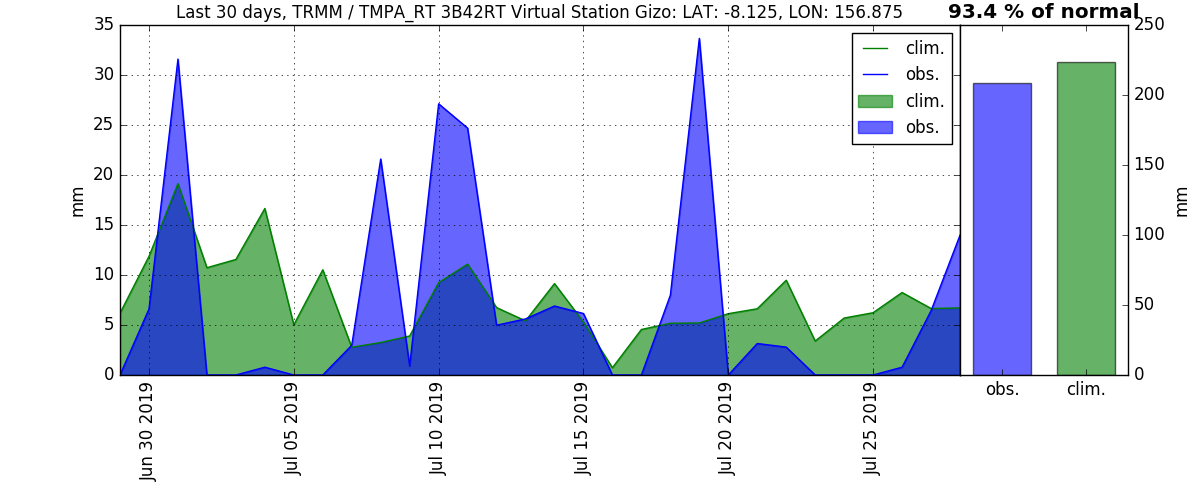 Last 30 days, TRMM / TMPA_RT 3B42RT Virtual Station Gizo: LAT: -8.125, LON: 156.875
93.4 % of normal
35
30
25
20
15
10
5
0
mm
clim.
obs.
clim.
obs.
Jun 30 2019
Jul 05 2019
Jul 10 2019
Jul 15 2019
Jul 20 2019
Jul 25 2019
250
200
150
100
50
0
mm
obs.
clim.